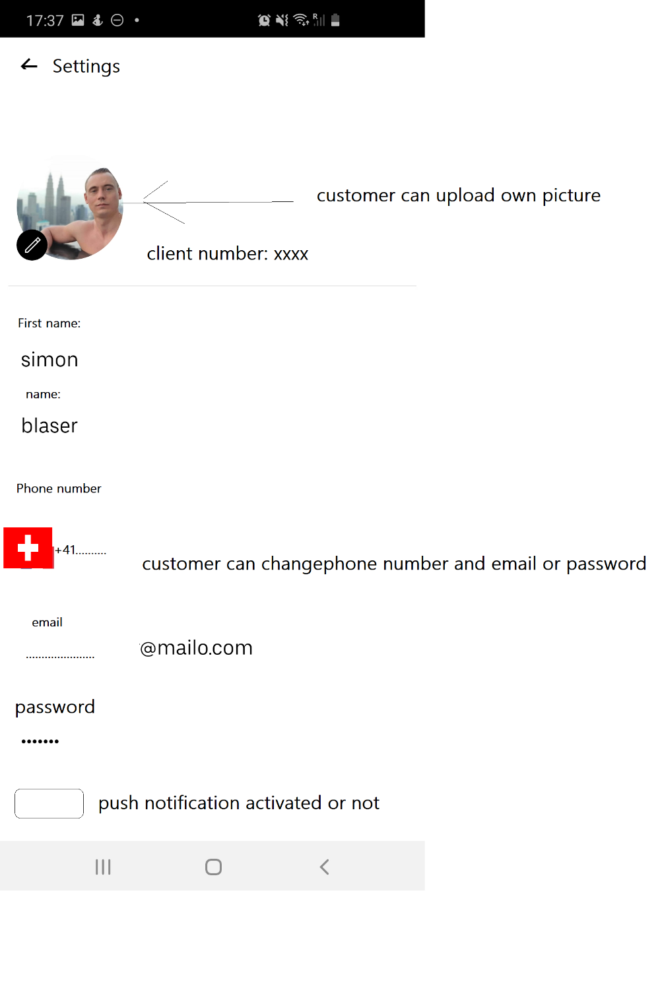 17:37
R
Settings
customer can upload own picture
client number: xxxx
First name:
simon
name:
blaser
Phone number
+41..........
customer can changephone number and email or password
email
...................... @mailo.com
password
•••••••
push notification activated or not